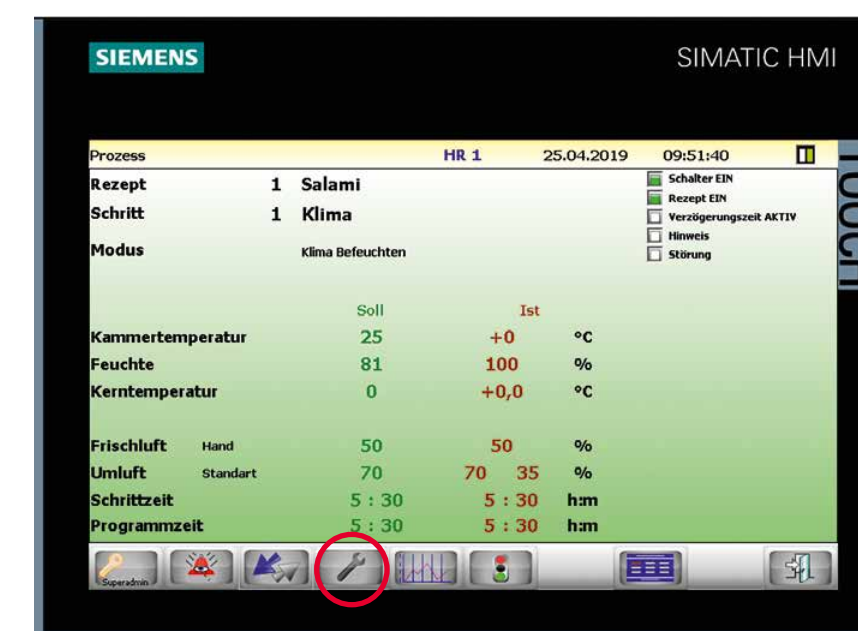 SIEMENS
SIMATIC HMI
TOUCH
Prozess HR 1 25.04.2019 09:51:40
Rezept 1 Salami
Schritt 1 Klima
Modus Klima Befeuchten
Schalter EIN
Rezept EIN
Verzögerungszeit AKTIV
Hinweis
Störung
Soll Ist
Kammertemperatur 25 +0 °C
Feuchte 81 100 %
Kerntemperatur 0 +0,0 °C
Frischluft Hand 50 50 %
Umluft Standart 70 70 35 %
Schrittzeit 5 : 30 5 : 30 h:m
Programmzeit 5 : 30 5 : 30 h:m
Superadmin